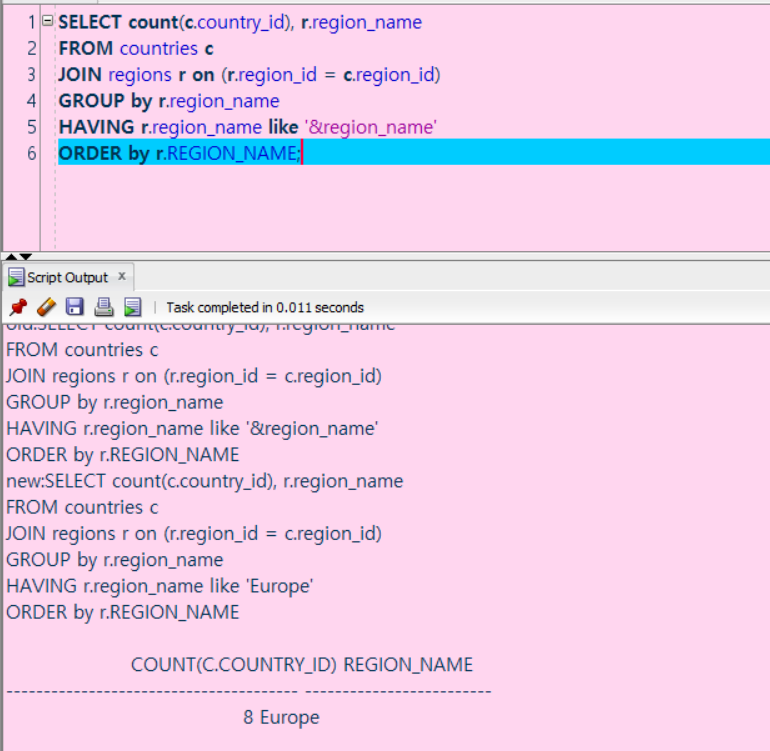 1 SELECT count(c.country_id), r.region_name
2 FROM countries c
3 JOIN regions r on (r.region_id = c.region_id)
4 GROUP by r.region_name
5 HAVING r.region_name like '&region_name'
6 ORDER by r.REGION_NAME;
Script Output x
Task completed in 0.011 seconds
old:SELECT count(c.country_id), r.region_name
FROM countries c
JOIN regions r on (r.region_id = c.region_id)
GROUP by r.region_name
HAVING r.region_name like '&region_name'
ORDER by r.REGION_NAME
new:SELECT count(c.country_id), r.region_name
FROM countries c
JOIN regions r on (r.region_id = c.region_id)
GROUP by r.region_name
HAVING r.region_name like 'Europe'
ORDER by r.REGION_NAME
COUNT(C.COUNTRY_ID) REGION_NAME
--------------------------------------- -------------------------
8 Europe